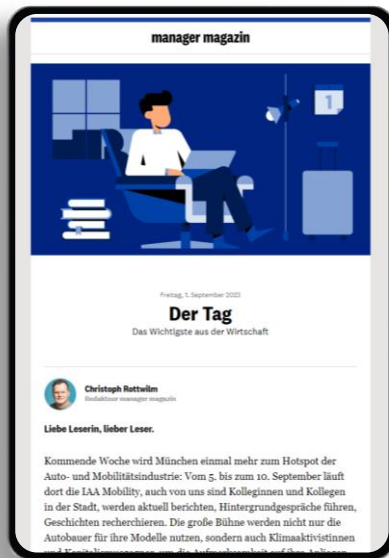 manager magazin
1
Freitag, 1. September 2023
Der Tag
Das Wichtigste aus der Wirtschaft
Christoph Rottwilm
Redakteur manager magazin
Liebe Leserin, lieber Leser.
Kommende Woche wird München einmal mehr zum Hotspot der
Auto- und Mobilitätsindustrie: Vom 5. bis zum 10. September läuft
dort die IAA Mobility, auch von uns sind Kolleginnen und Kollegen
in der Stadt, werden aktuell berichten, Hintergrundgespräche führen,
Geschichten recherchieren. Die große Bühne werden nicht nur die
Autobauer für ihre Modelle nutzen, sondern auch Klimaaktivistinnen